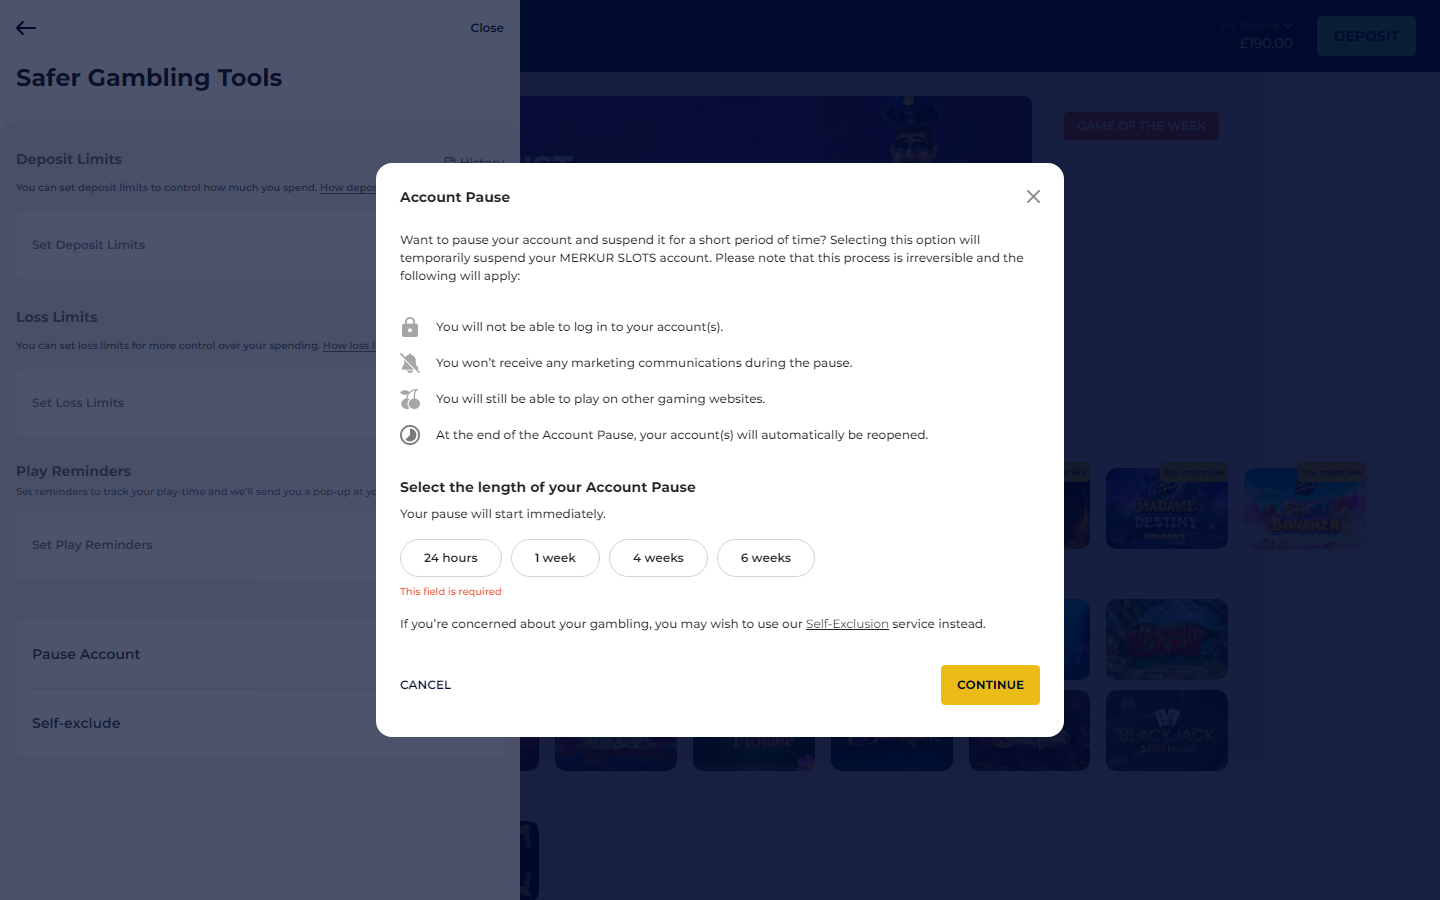 Close
My Balance
£190.00
DEPOSIT
Safer Gambling Tools
GAME OF THE WEEK
Deposit Limits
History
You can set deposit limits to control how much you spend. How depos
Set Deposit Limits
Loss Limits
You can set loss limits for more control over your spending. How loss l
Set Loss Limits
Play Reminders
Set reminders to track your play-time and we'll send you a pop-up at yo
Set Play Reminders
Pause Account
Self-exclude
Account Pause
Want to pause your account and suspend it for a short period of time? Selecting this option will
temporarily suspend your MERKUR SLOTS account. Please note that this process is irreversible and the
following will apply:
You will not be able to log in to your account(s).
You won't receive any marketing communications during the pause.
You will still be able to play on other gaming websites.
At the end of the Account Pause, your account(s) will automatically be reopened.
Select the length of your Account Pause
Your pause will start immediately.
24 hours
1 week
4 weeks
6 weeks
This field is required
If you're concerned about your gambling, you may wish to use our Self-Exclusion service instead.
CANCEL
CONTINUE
like
You might like
You might like
MADAME
DESTINY
MEGAWAYS
SWEET
BONANZA
BLACKJACK